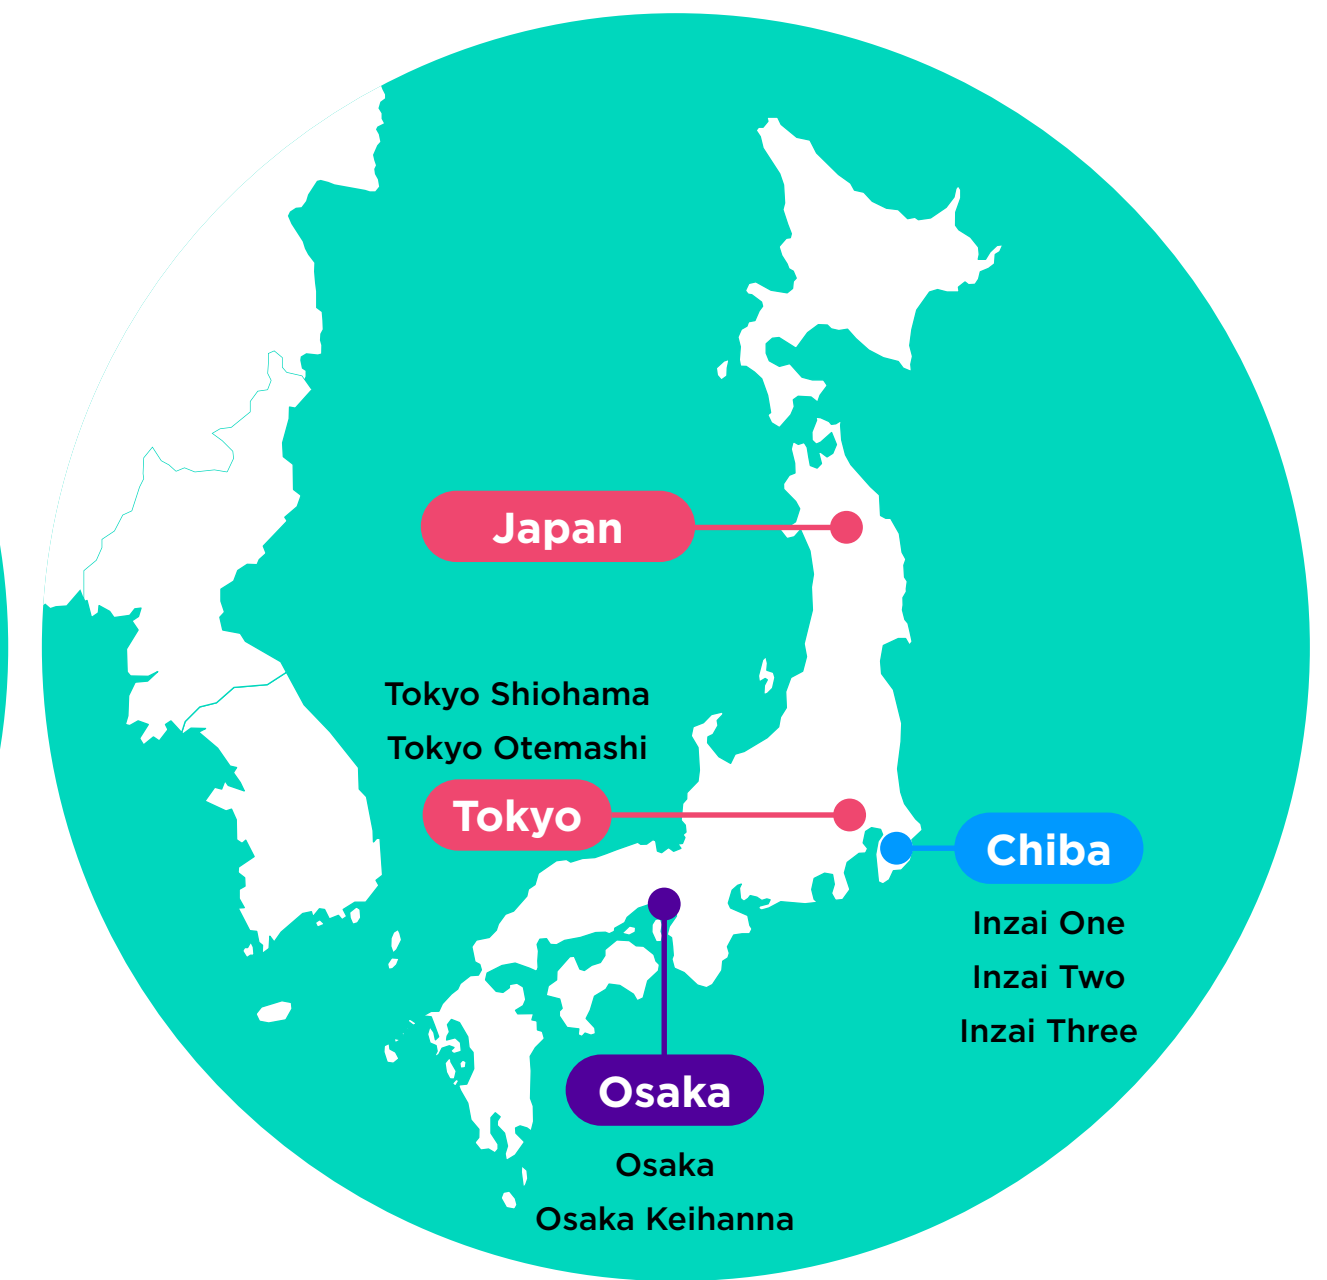 Japan
Tokyo Shiohama
Tokyo Otemashi
Tokyo
Chiba
Inzai One
Inzai Two
Inzai Three
Osaka
Osaka
Osaka Keihanna